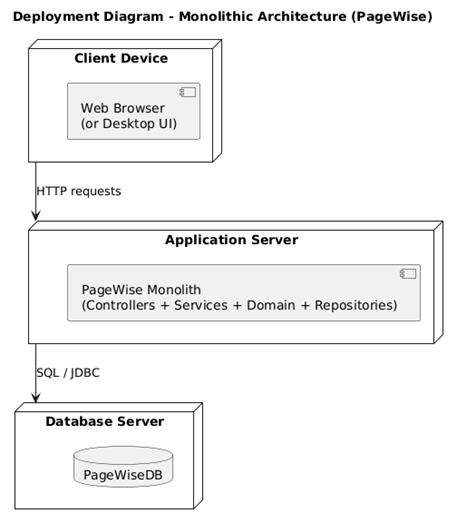 Deployment Diagram - Monolithic Architecture (PageWise)
Client Device
Web Browser
(or Desktop UI)
HTTP requests
Application Server
PageWise Monolith
(Controllers + Services + Domain + Repositories)
SQL / JDBC
Database Server
PageWiseDB